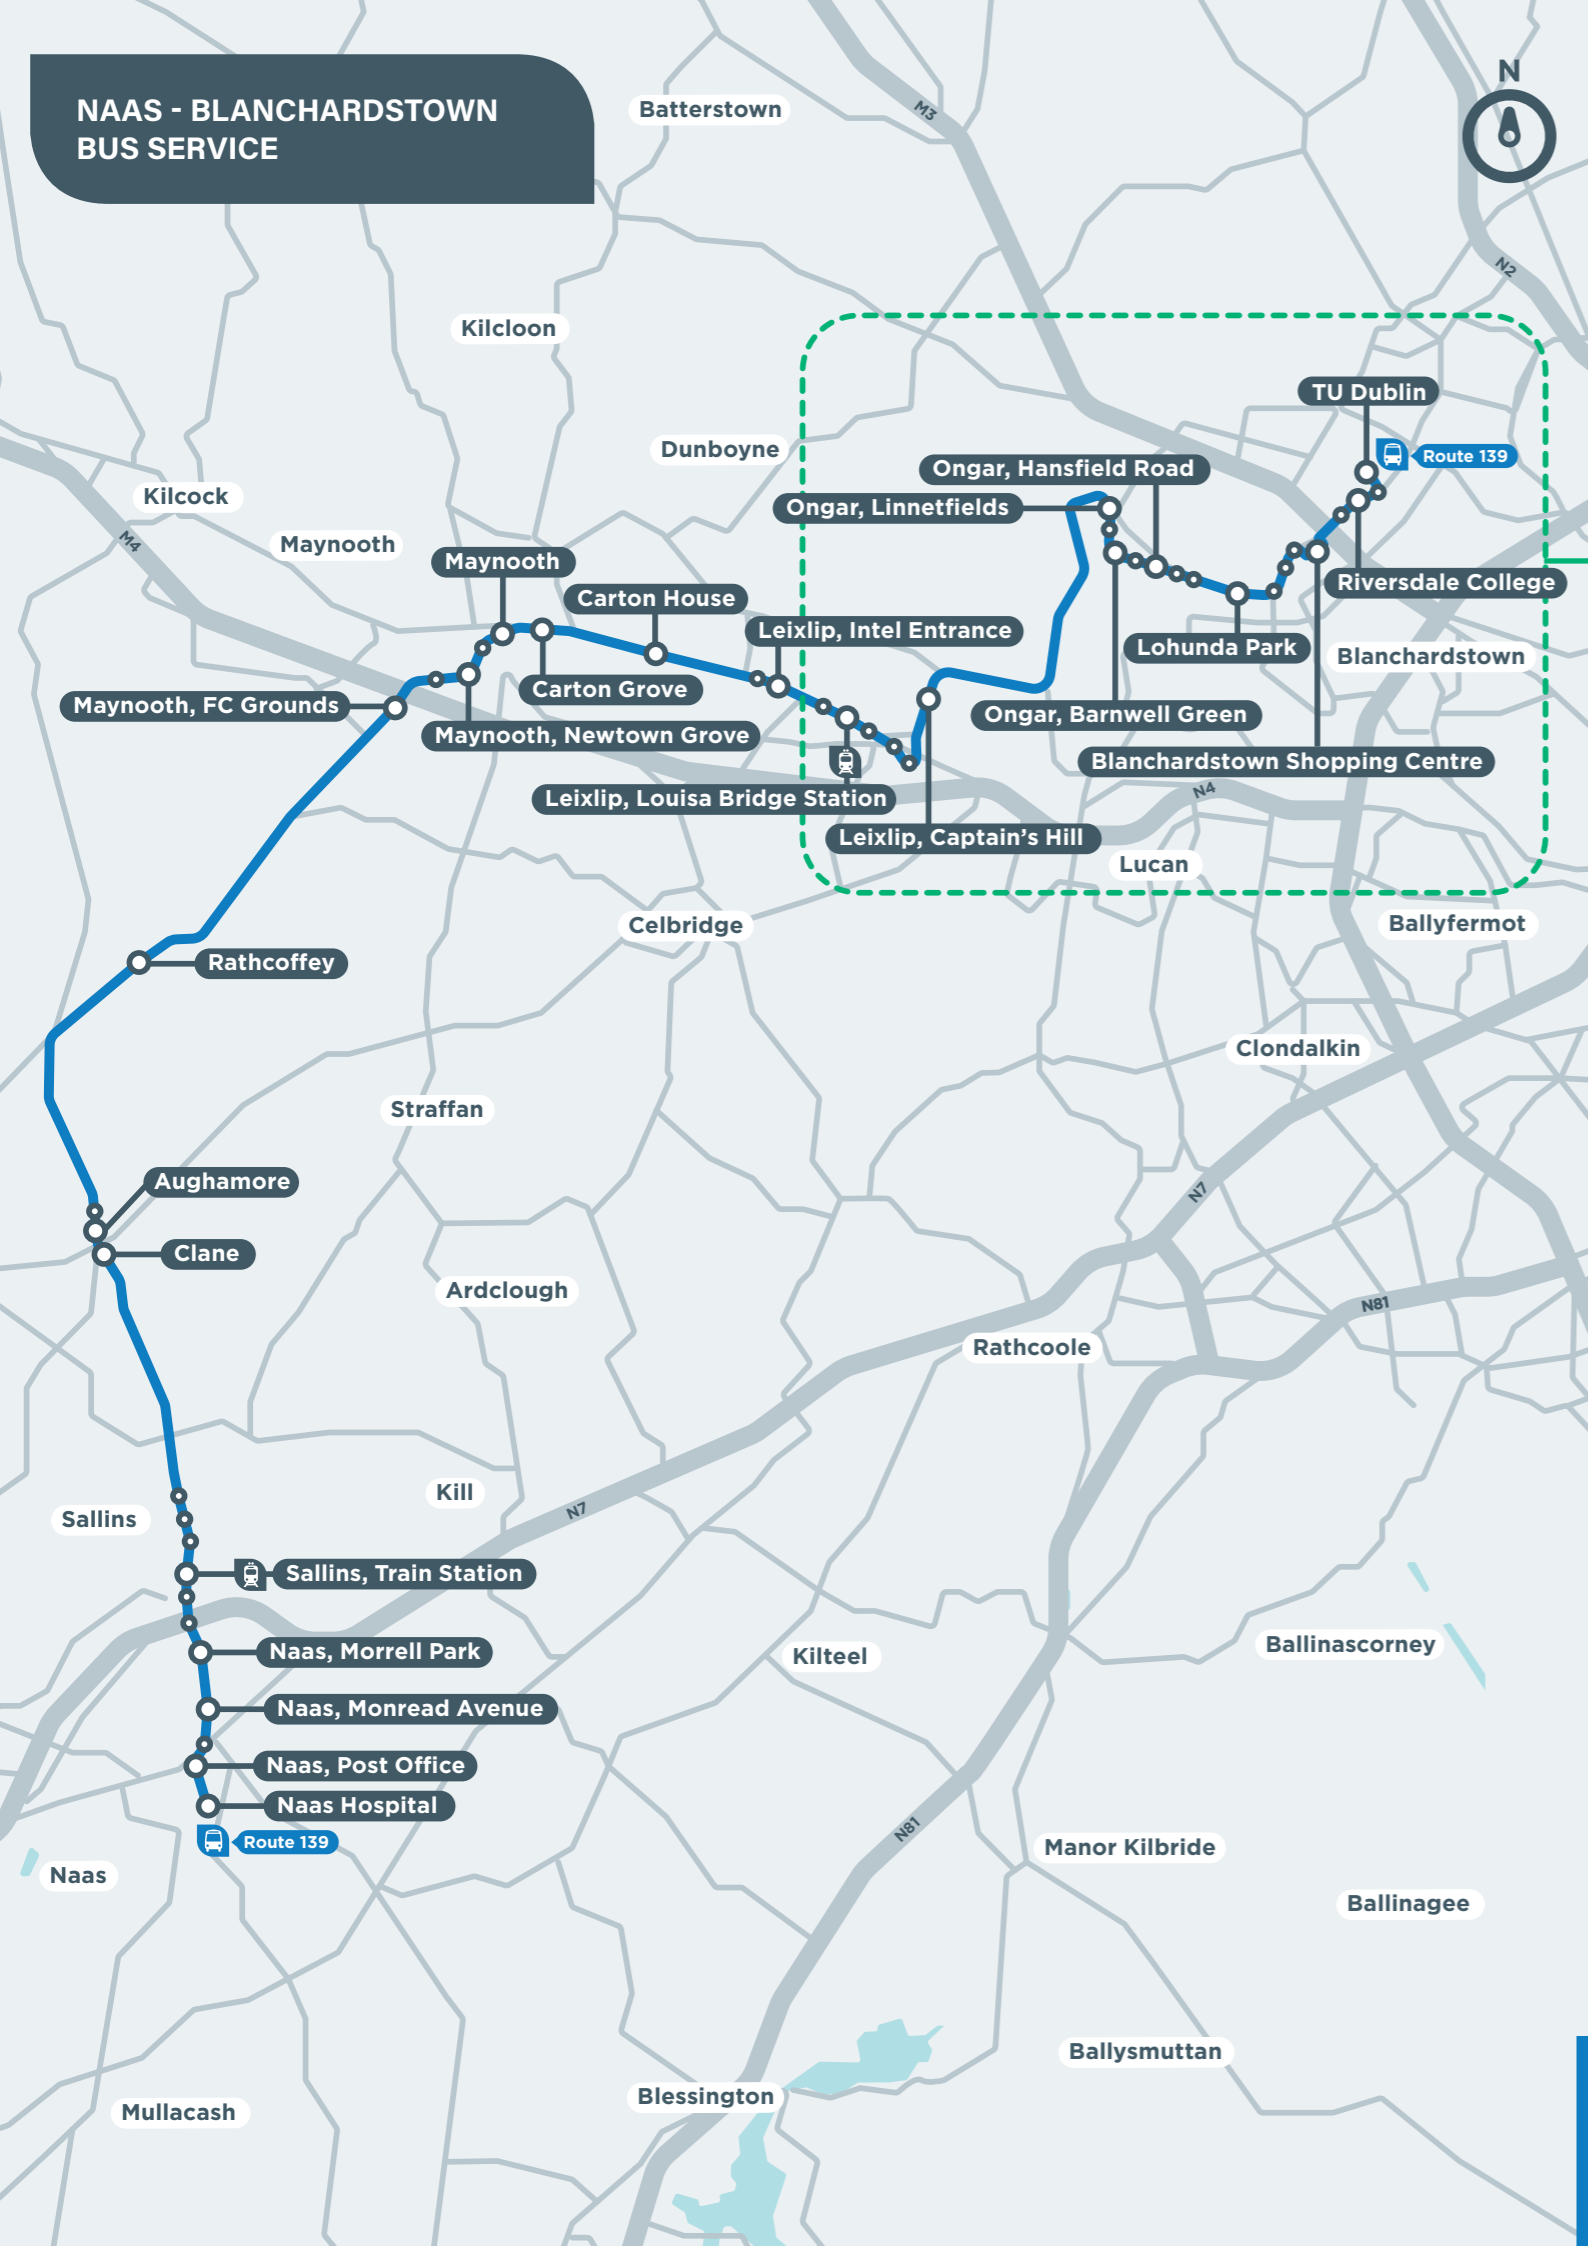 NAAS - BLANCHARDSTOWN
BUS SERVICE
N
Batterstown
M3
N2
Kilcloon
TU Dublin
Dunboyne
Route 139
Ongar, Hansfield Road
Kilcock
Ongar, Linnetfields
M4
Maynooth
Maynooth
Riversdale College
Carton House
Leixlip, Intel Entrance
Lohunda Park
Blanchardstown
Carton Grove
Maynooth, FC Grounds
Ongar, Barnwell Green
Maynooth, Newtown Grove
Blanchardstown Shopping Centre
N4
Leixlip, Louisa Bridge Station
Leixlip, Captain's Hill
Lucan
Celbridge
Ballyfermot
Rathcoffey
Clondalkin
Straffan
Aughamore
N7
Clane
Ardclough
N81
Rathcoole
Kill
N7
Sallins
Sallins, Train Station
Ballinascorney
Naas, Morrell Park
Kilteel
Naas, Monread Avenue
Naas, Post Office
Naas Hospital
N81
Route 139
Manor Kilbride
Naas
Ballinagee
Ballysmuttan
Blessington
Mullacash